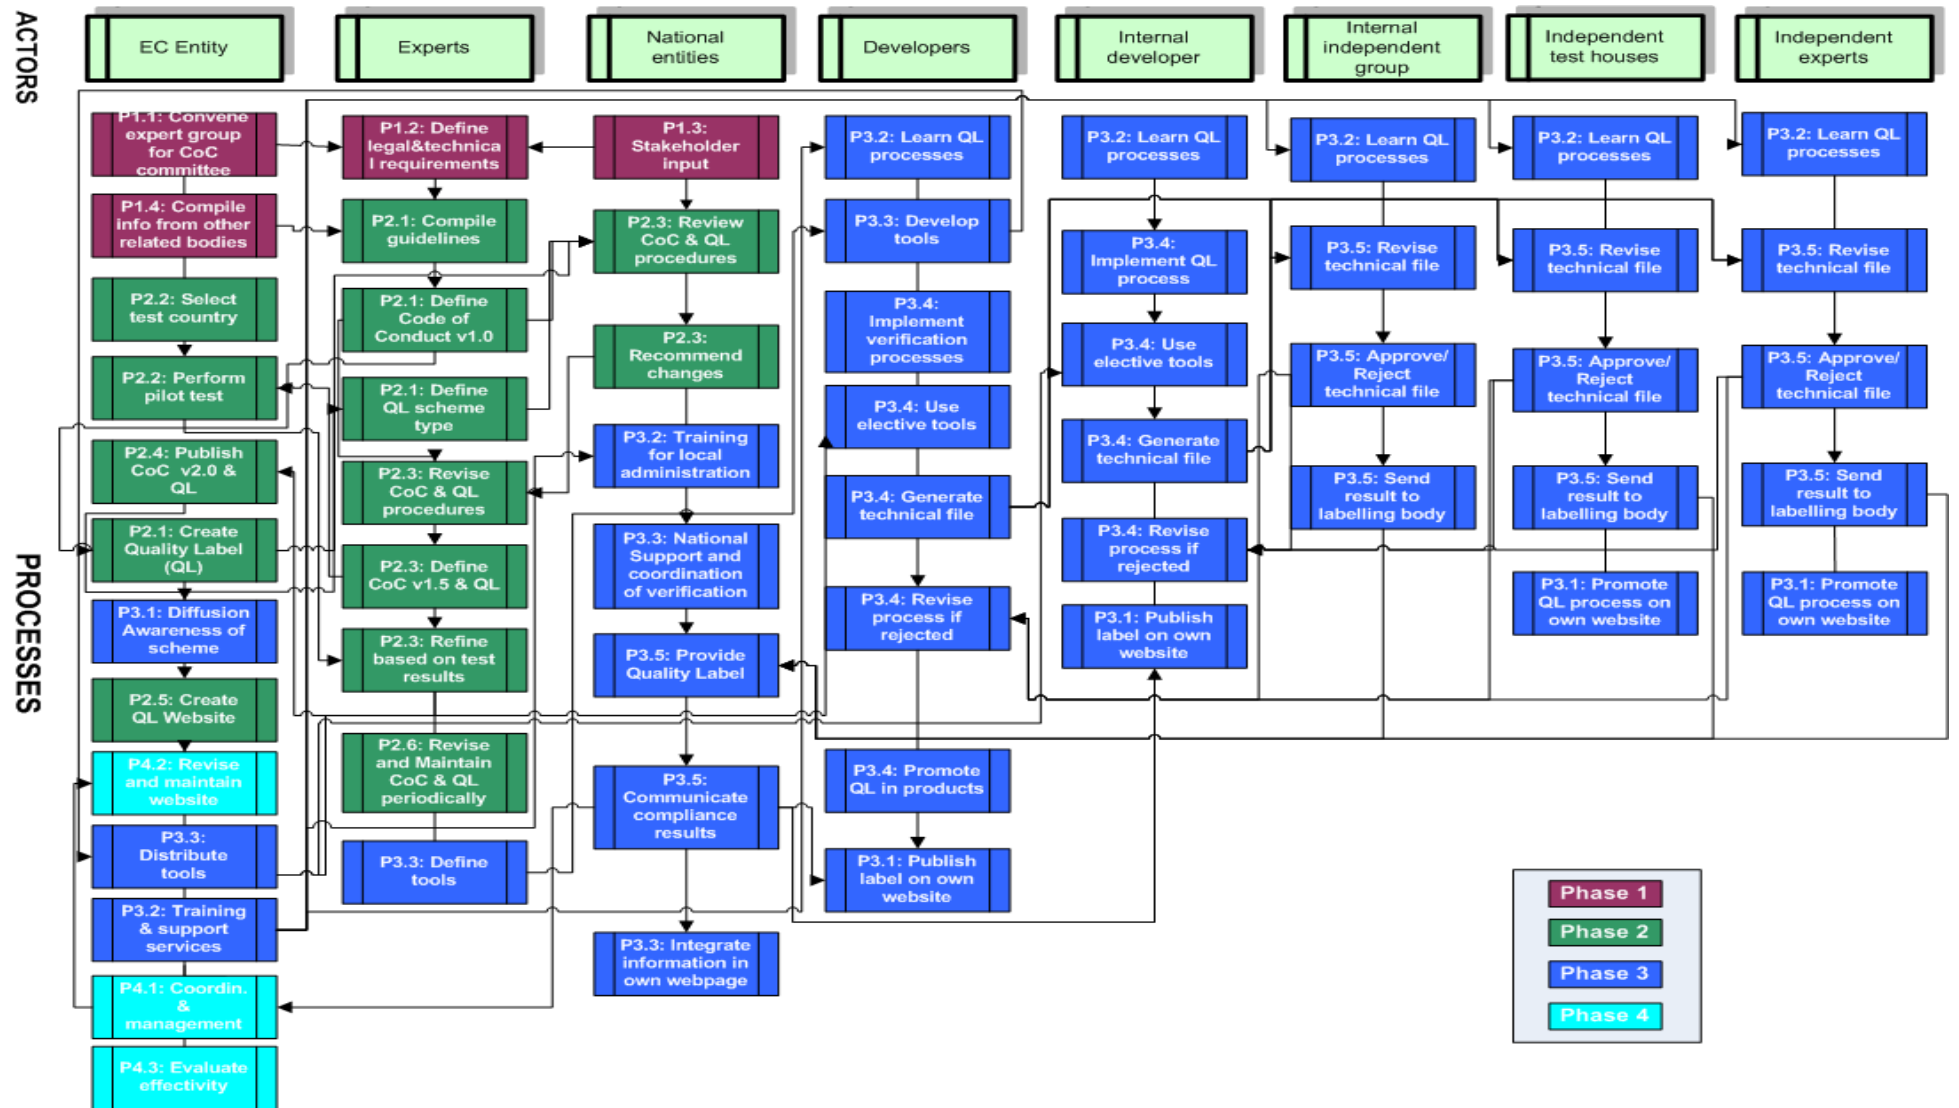 ACTORS
PROCESSES
EC Entity
Experts
National
entities
Developers
Internal
developer
Internal
independent
group
Independent
test houses
Independent
experts
P1.1: Convene
expert group
for CoC
committee
P1.4: Compile
info from other
related bodies
P2.2: Select
test country
P2.2: Perform
pilot test
P2.4: Publish
CoC v2.0 &
QL
P2.1: Create
Quality Label
(QL)
P3.1: Diffusion
Awareness of
scheme
P2.5: Create
QL Website
P4.2: Revise
and maintain
website
P3.3:
Distribute
tools
P3.2: Training
& support
services
P4.1: Coordin.
&
management
P4.3: Evaluate
effectivity
P1.2: Define
legal&technica
l requirements
P2.1: Compile
guidelines
P2.1: Define
Code of
Conduct v1.0
P2.1: Define
QL scheme
type
P2.3: Revise
CoC & QL
procedures
P2.3: Define
CoC v1.5 & QL
P2.3: Refine
based on test
results
P2.6: Revise
and Maintain
CoC & QL
periodically
P3.3: Define
tools
P1.3:
Stakeholder
input
P2.3: Review
CoC & QL
procedures
P2.3:
Recommend
changes
P3.2: Training
for local
administration
P3.3: National
Support and
coordination
of verification
P3.5: Provide
Quality Label
P3.5:
Communicate
compliance
results
P3.3: Integrate
information in
own webpage
P3.2: Learn QL
processes
P3.3: Develop
tools
P3.4:
Implement
verification
processes
P3.4: Use
elective tools
P3.4: Generate
technical file
P3.4: Revise
process if
rejected
P3.4: Promote
QL in products
P3.1: Publish
label on own
website
P3.2: Learn QL
processes
P3.4:
Implement QL
process
P3.4: Use
elective tools
P3.4: Generate
technical file
P3.4: Revise
process if
rejected
P3.1: Publish
label on own
website
P3.2: Learn QL
processes
P3.5: Revise
technical file
P3.5: Approve/
Reject
technical file
P3.5: Send
result to
labelling body
P3.2: Learn QL
processes
P3.5: Revise
technical file
P3.5: Approve/
Reject
technical file
P3.5: Send
result to
labelling body
P3.1: Promote
QL process on
own website
P3.2: Learn QL
processes
P3.5: Revise
technical file
P3.5: Approve/
Reject
technical file
P3.5: Send
result to
labelling body
P3.1: Promote
QL process on
own website
Phase 1
Phase 2
Phase 3
Phase 4